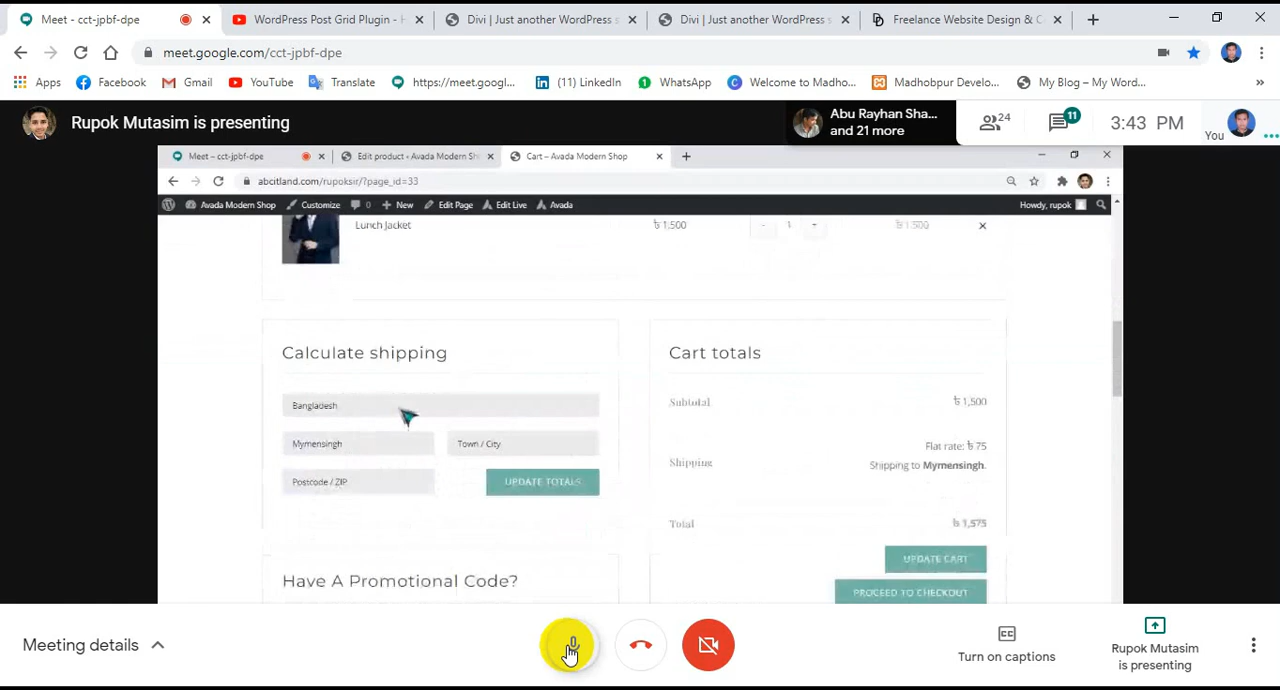 Meet - cct-jpbf-dpe
WordPress Post Grid Plugin - H
Divi | Just another WordPress s
Divi | Just another WordPress s
Freelance Website Design & C
meet.google.com/cct-jpbf-dpe
Apps
Facebook
Gmail
YouTube
Translate
https://meet.googl...
(11) LinkedIn
WhatsApp
Welcome to Madho...
Madhobpur Develo...
My Blog – My Word...
»
Rupok Mutasim is presenting
Abu Rayhan Sha...
and 21 more
24
11
3:43 PM
You
Meet – cct-jpbf-dpe
Edit product ‹ Avada Modern Sh
Cart – Avada Modern Shop
abcitland.com/rupoksir/?page_id=33
Avada Modern Shop
Customize
0
New
Edit Page
Edit Live
Avada
Howdy, rupok
Lunch Jacket
৳ 1,500
- 1 +
৳ 1,500
Calculate shipping
Bangladesh
Mymensingh
Town / City
Postcode / ZIP
UPDATE TOTALS
Have A Promotional Code?
Cart totals
Subtotal
৳ 1,500
Shipping
Flat rate: ৳ 75
Shipping to Mymensingh.
Total
৳ 1,575
UPDATE CART
PROCEED TO CHECKOUT
Meeting details
Turn on captions
Rupok Mutasim
is presenting